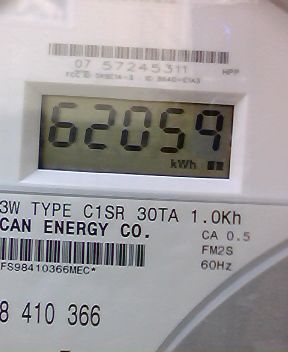 07 57245311 HPP
62059
kWh
3W TYPE C1SR 30TA 1.0Kh
CAN ENERGY CO.
CA 0.5
FM2S
60Hz
FS98410366MEC*
8 410 366